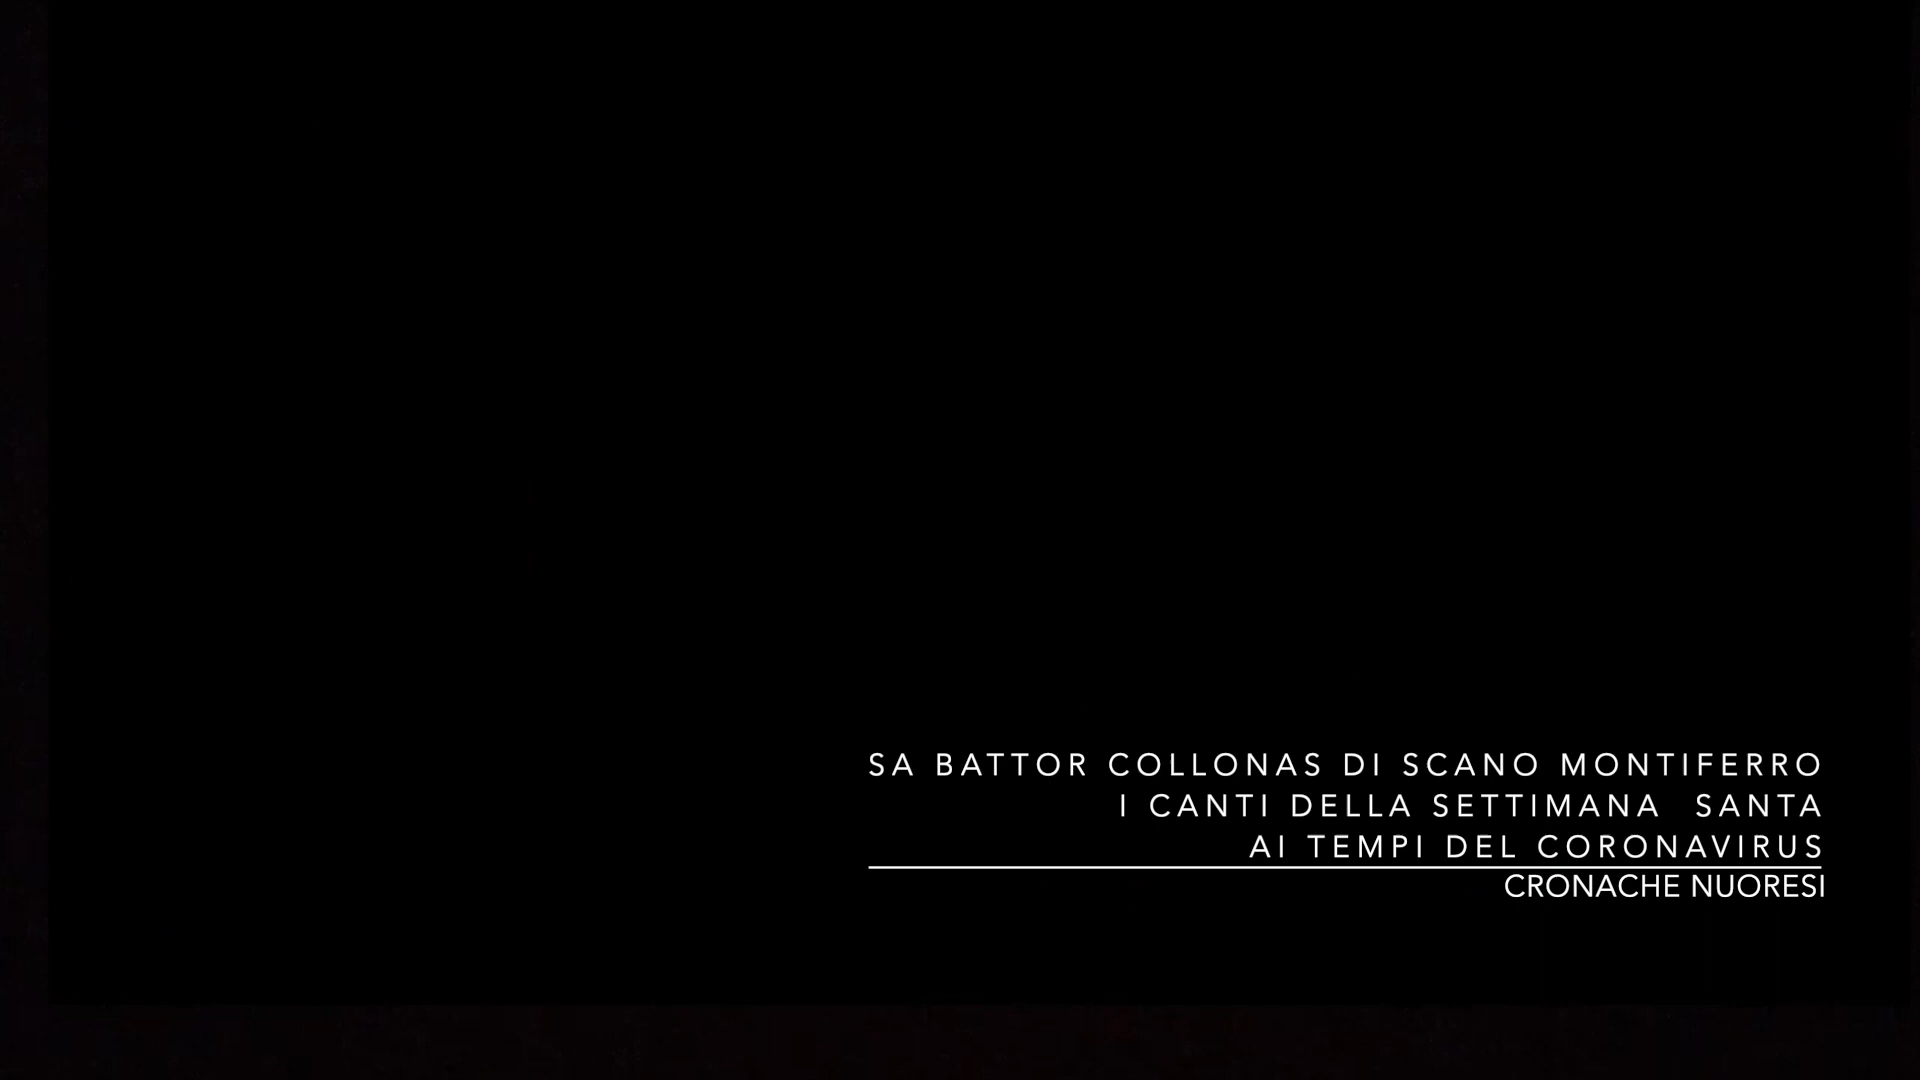 SA BATTOR COLLONAS DI SCANO MONTIFERRO
I CANTI DELLA SETTIMANA SANTA
AI TEMPI DEL CORONAVIRUS
CRONACHE NUORESI